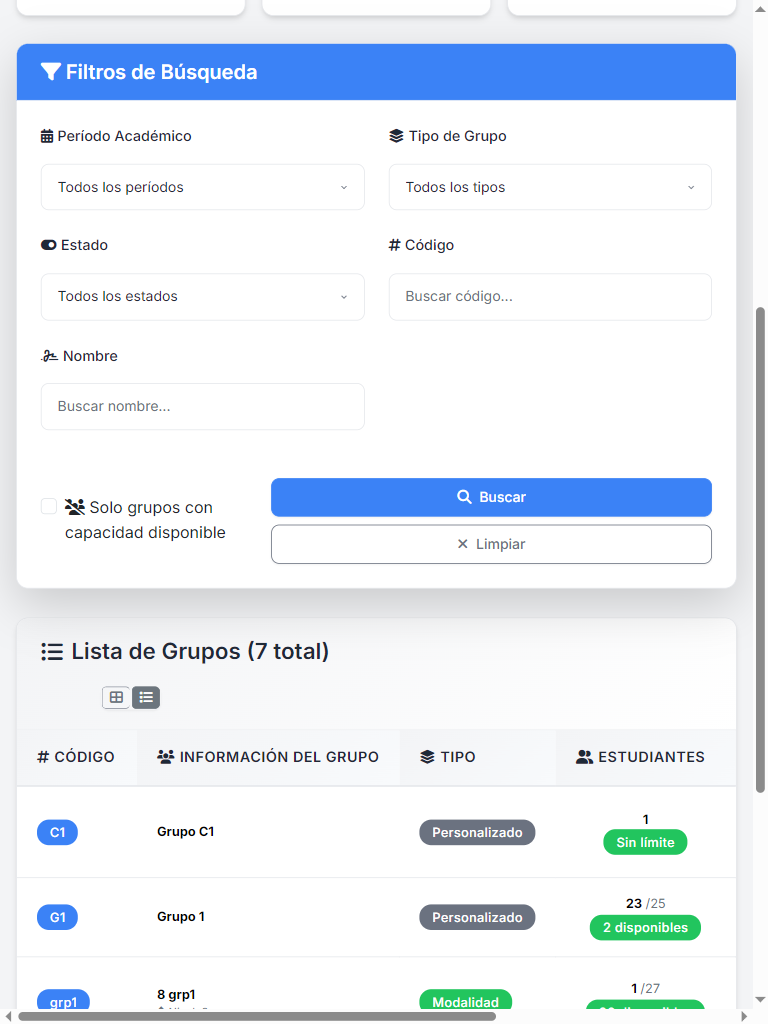 Filtros de Búsqueda
Período Académico
Tipo de Grupo
Todos los períodos
Todos los tipos
Estado
# Código
Todos los estados
Buscar código...
Nombre
Buscar nombre...
Solo grupos con
capacidad disponible
Buscar
Limpiar
Lista de Grupos (7 total)
# CÓDIGO
INFORMACIÓN DEL GRUPO
TIPO
ESTUDIANTES
C1
Grupo C1
Personalizado
1
Sin límite
G1
Grupo 1
Personalizado
23 /25
2 disponibles
grp1
8 grp1
Modalidad
1 /27